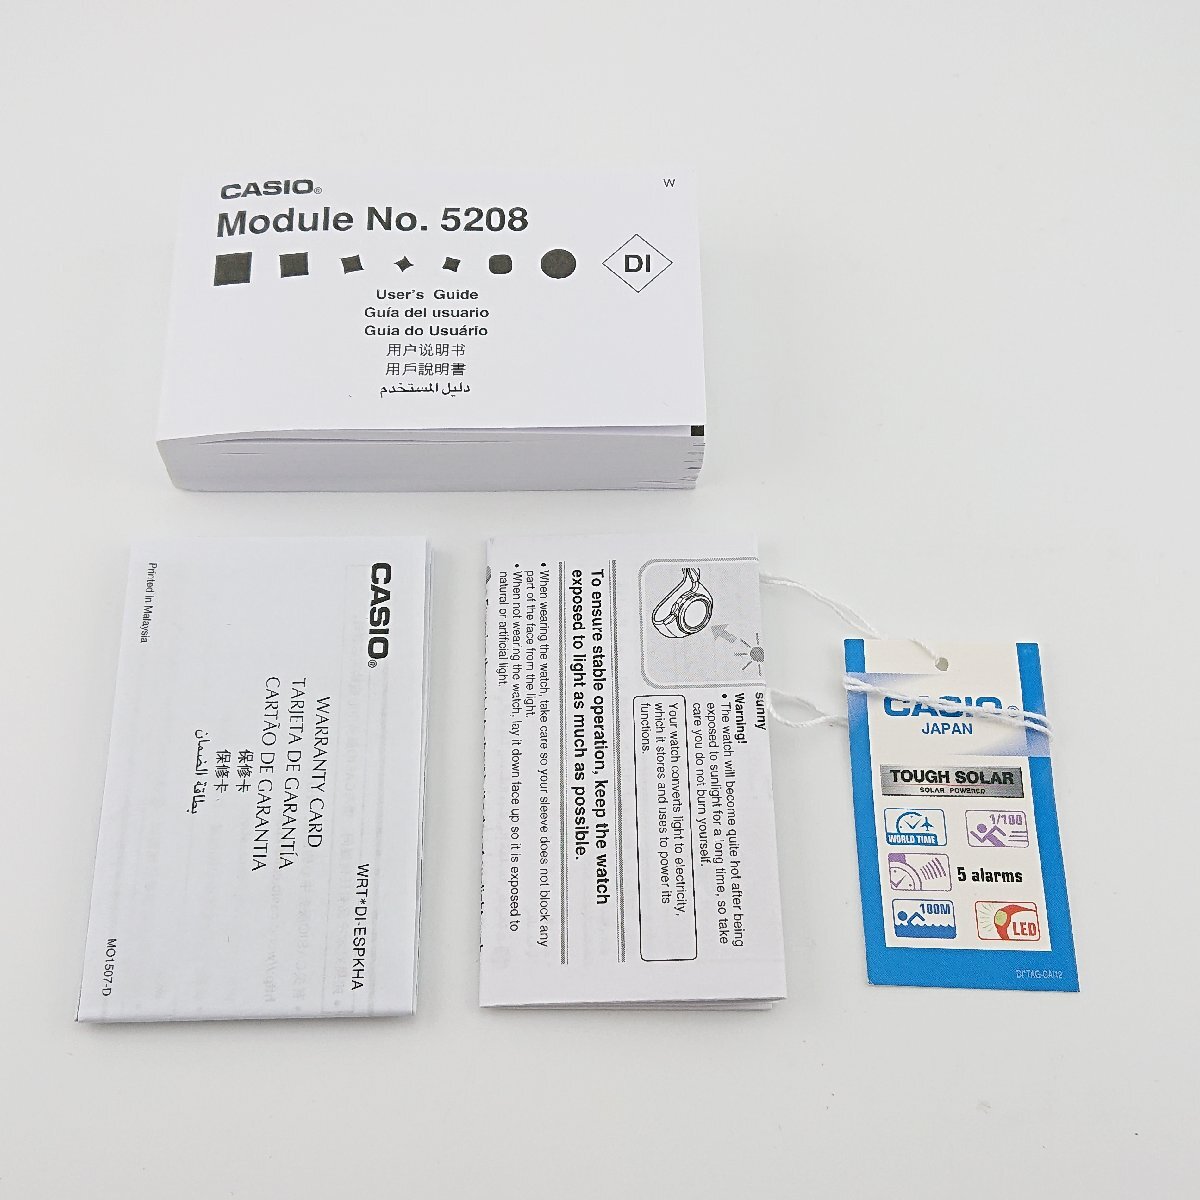 CASIO®
W
Module No. 5208
DI
User's Guide
Guía del usuario
Guia do Usuário
用户说明书
用戶說明書
دليل المستخدم
CASIO®
WRT*DI-ESPKHA
WARRANTY CARD
TARJETA DE GARANTÍA
CARTÃO DE GARANTIA
保修卡
保修卡
بطاقة الضمان
Printed in Malaysia
MO1507-D
sunny
Warning!
• The watch will become quite hot after being
exposed to sunlight for a long time, so take
care you do not burn yourself.
Your watch converts light to electricity,
which it stores and uses to power its
functions.
To ensure stable operation, keep the watch
exposed to light as much as possible.
• When wearing the watch, take care so your sleeve does not block any
part of the face from the light.
• When not wearing the watch, lay it down face up so it is exposed to
natural or artificial light.
CASIO®
JAPAN
TOUGH SOLAR
SOLAR POWERED
WORLD TIME
1/100
5 alarms
100M
LED